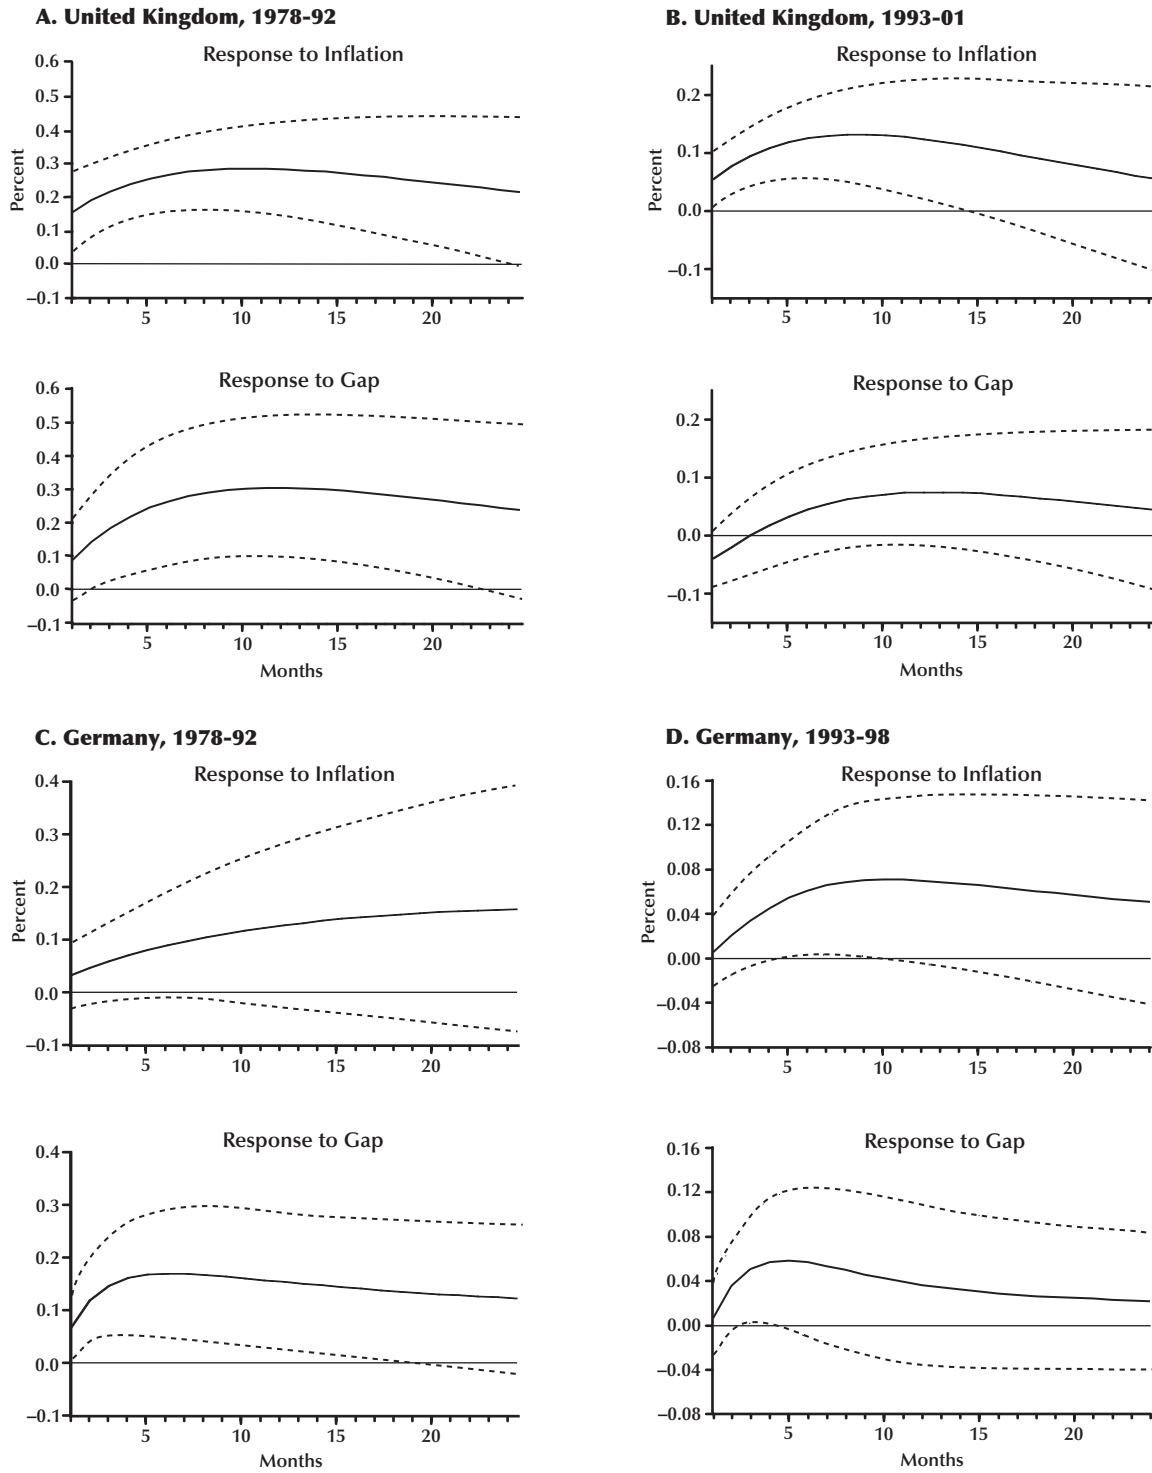 A. United Kingdom, 1978-92
Response to Inflation
0.6
0.5
0.4
0.3
0.2
0.1
0.0
–0.1
Percent
5 10 15 20
Response to Gap
0.6
0.5
0.4
0.3
0.2
0.1
0.0
–0.1
5 10 15 20
Months
B. United Kingdom, 1993-01
Response to Inflation
0.2
0.1
0.0
–0.1
Percent
5 10 15 20
Response to Gap
0.2
0.1
0.0
–0.1
5 10 15 20
Months
C. Germany, 1978-92
Response to Inflation
0.4
0.3
0.2
0.1
0.0
–0.1
Percent
5 10 15 20
Response to Gap
0.4
0.3
0.2
0.1
0.0
–0.1
5 10 15 20
Months
D. Germany, 1993-98
Response to Inflation
0.16
0.12
0.08
0.04
0.00
–0.04
–0.08
Percent
5 10 15 20
Response to Gap
0.16
0.12
0.08
0.04
0.00
–0.04
–0.08
5 10 15 20
Months